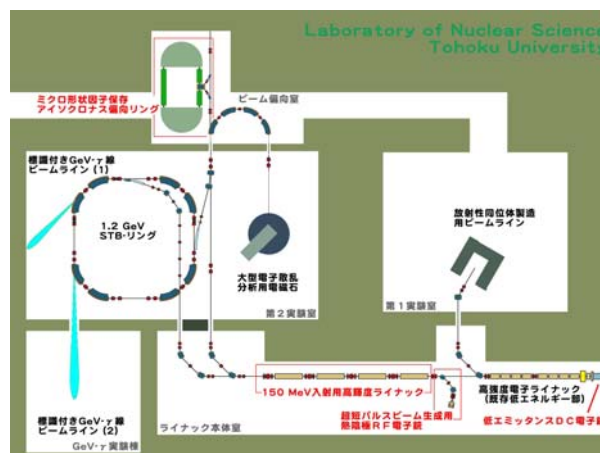 Laboratory of Nuclear Science
Tohoku University
ミクロ形状因子保存
アイソクロナス偏向リング
ビーム偏向室
標識付きGeV・γ線
ビームライン (1)
1.2 GeV
STB-リング
放射性同位体製造
用ビームライン
大型電子散乱
分析用電磁石
第2実験室
第1実験室
150 MeV入射用高輝度ライナック
高強度電子ライナック
(既存低エネルギー部)
超短パルスビーム生成用
熱陰極RF電子銃
低エミッタンスDC電子銃
標識付きGeV・γ線
ビームライン (2)
ライナック本体室
GeV-γ実験棟